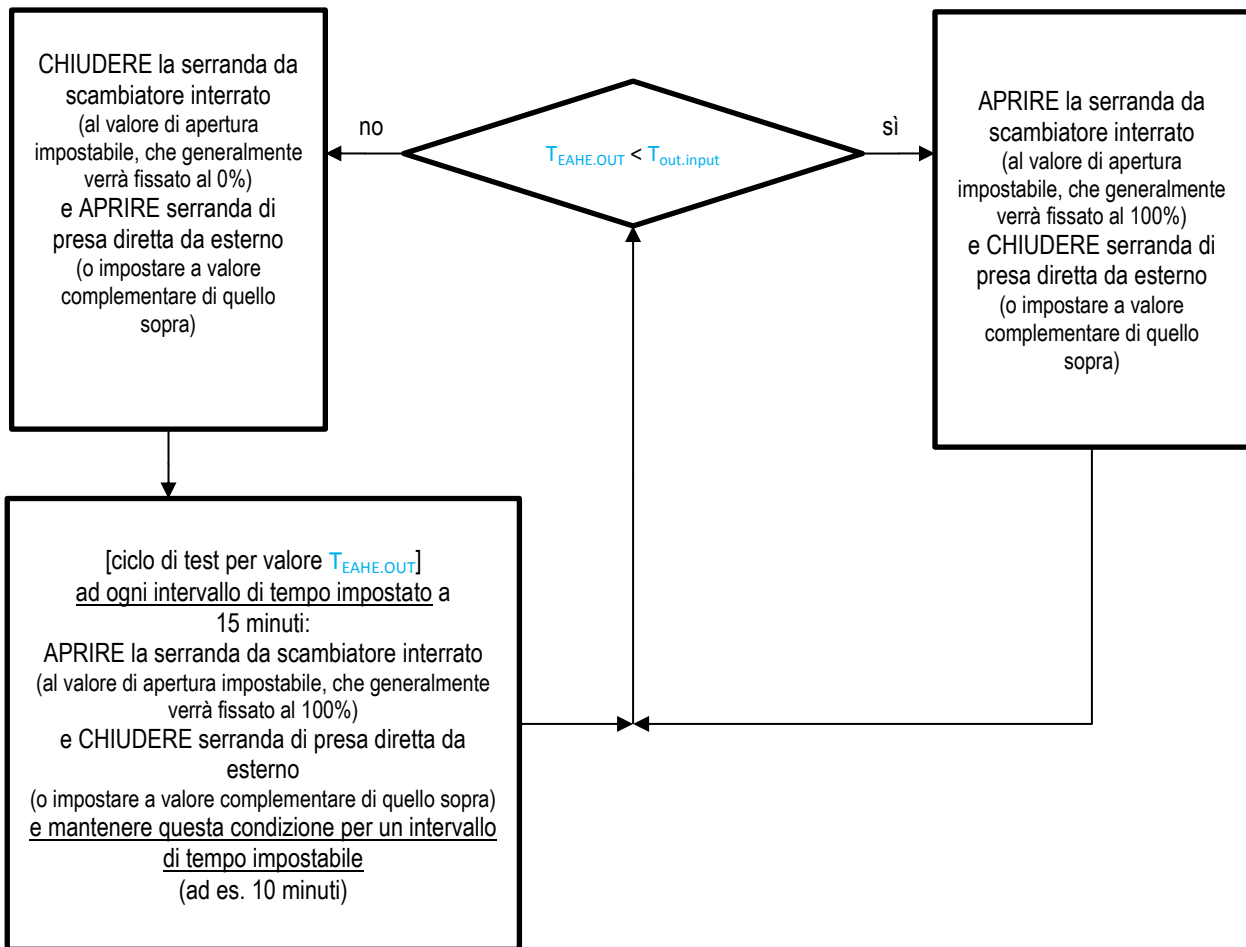 CHIUDERE la serranda da
scambiatore interrato
(al valore di apertura
impostabile, che generalmente
verrà fissato al 0%)
e APRIRE serranda di
presa diretta da esterno
(o impostare a valore
complementare di quello
sopra)
no
T_EAHE.OUT < T_out.input
sì
APRIRE la serranda da
scambiatore interrato
(al valore di apertura
impostabile, che generalmente
verrà fissato al 100%)
e CHIUDERE serranda di
presa diretta da esterno
(o impostare a valore
complementare di quello
sopra)
[ciclo di test per valore T_EAHE.OUT]
ad ogni intervallo di tempo impostato a
15 minuti:
APRIRE la serranda da scambiatore interrato
(al valore di apertura impostabile, che generalmente
verrà fissato al 100%)
e CHIUDERE serranda di presa diretta da
esterno
(o impostare a valore complementare di quello sopra)
e mantenere questa condizione per un intervallo
di tempo impostabile
(ad es. 10 minuti)